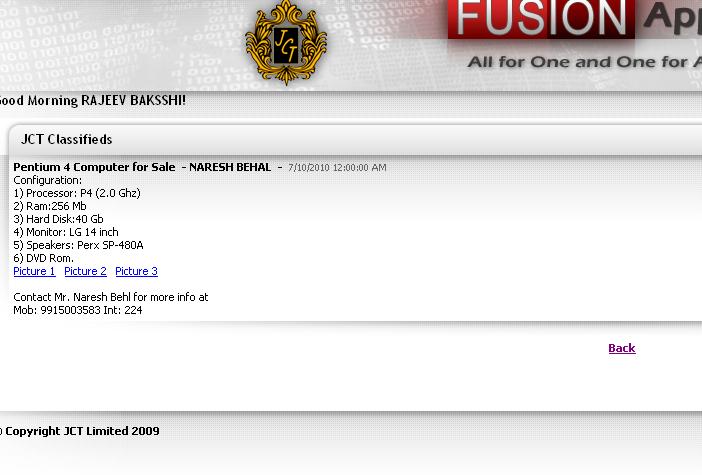 JCT
FUSION App
All for One and One for A
ood Morning RAJEEV BAKSSHI!
JCT Classifieds
Pentium 4 Computer for Sale - NARESH BEHAL - 7/10/2010 12:00:00 AM
Configuration:
1) Processor: P4 (2.0 Ghz)
2) Ram:256 Mb
3) Hard Disk:40 Gb
4) Monitor: LG 14 inch
5) Speakers: Perx SP-480A
6) DVD Rom.
Picture 1 Picture 2 Picture 3
Contact Mr. Naresh Behl for more info at
Mob: 9915003583 Int: 224
Back
© Copyright JCT Limited 2009